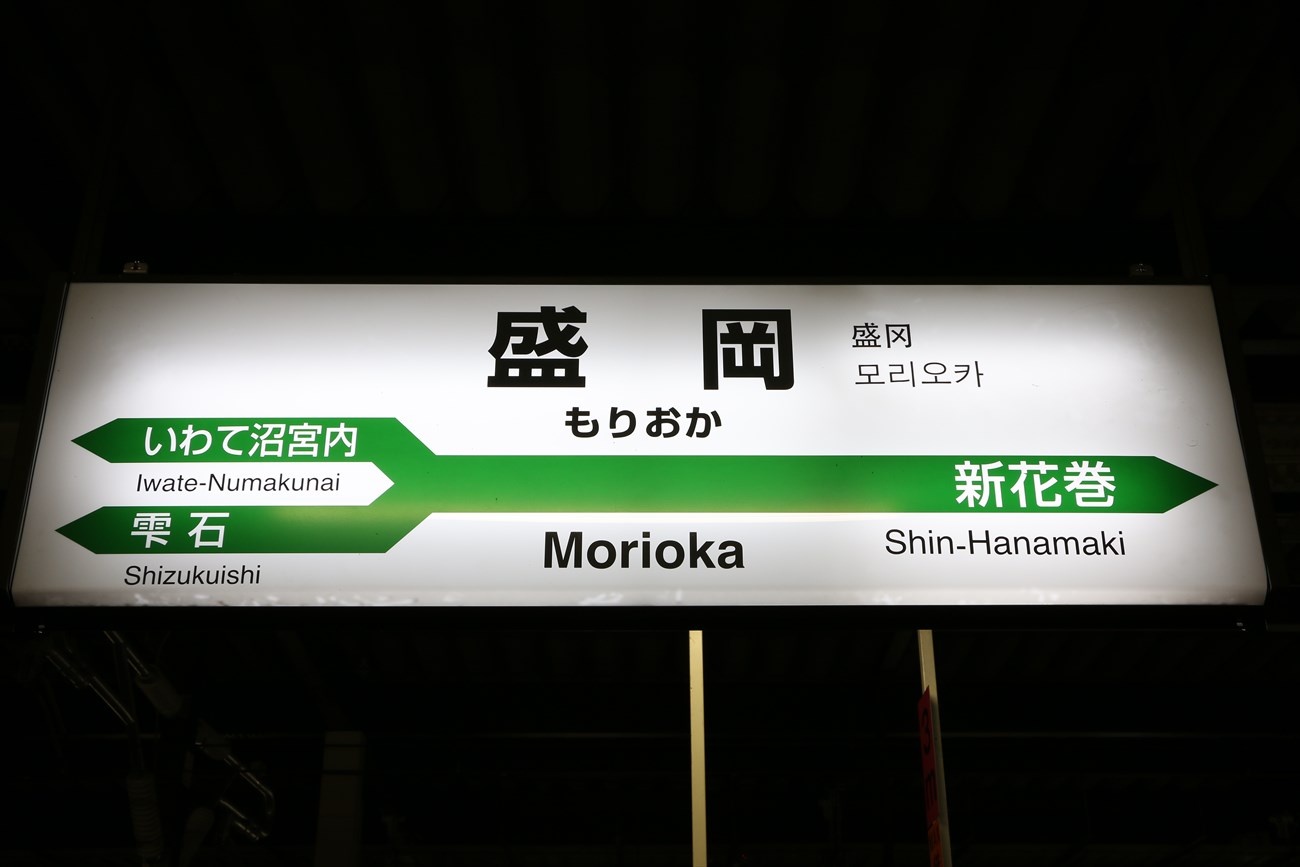 盛岡
盛冈
모리오카
もりおか
いわて沼宮内
Iwate-Numakunai
雫石
Shizukuishi
新花巻
Morioka
Shin-Hanamaki